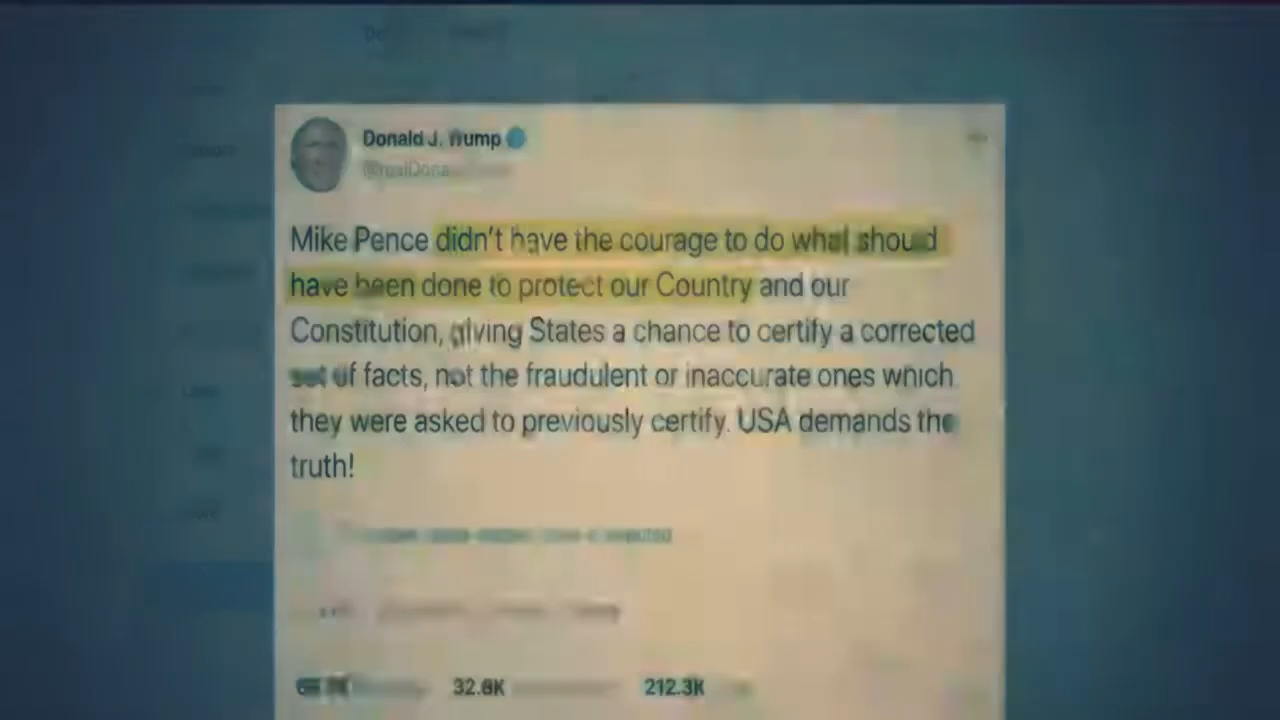 Donald J. Trump
Mike Pence didn't have the courage to do what should
have been done to protect our Country and our
Constitution, giving States a chance to certify a corrected
set of facts, not the fraudulent or inaccurate ones which
they were asked to previously certify. USA demands the
truth!
212.3K